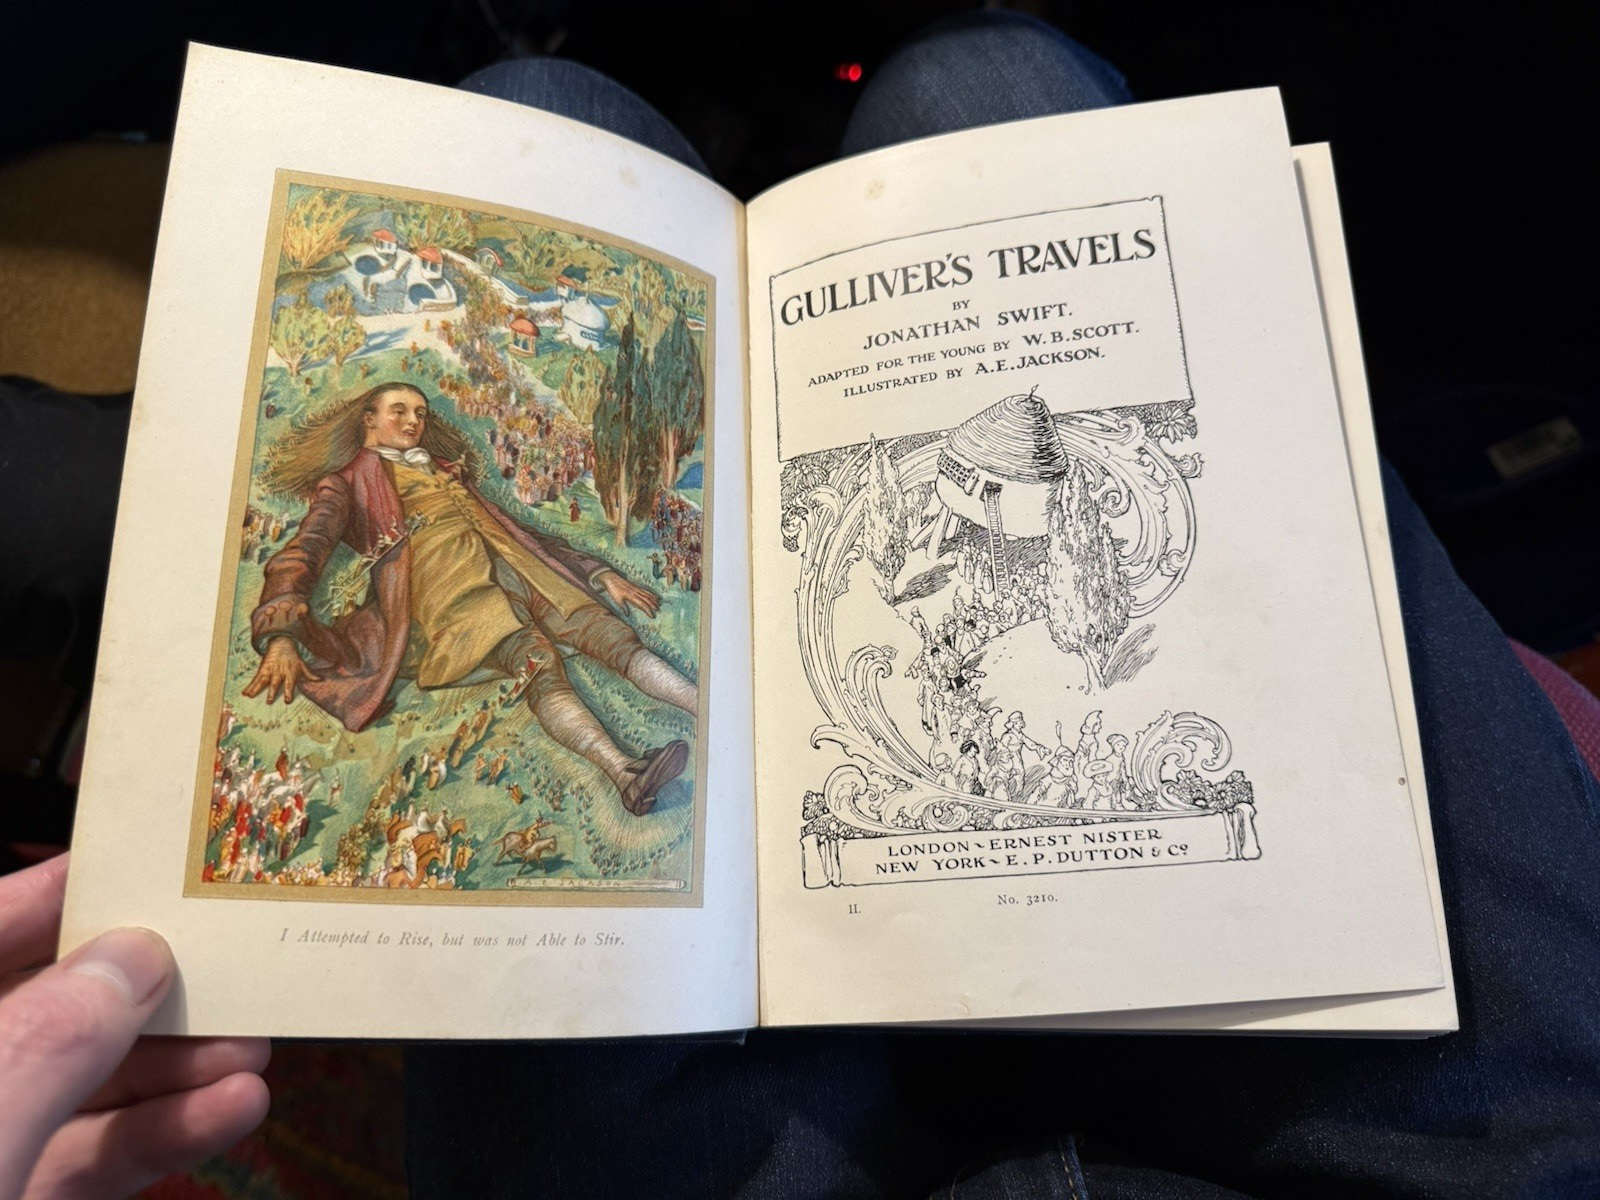 A. E. JACKSON
I Attempted to Rise, but was not Able to Stir.
GULLIVER'S TRAVELS
BY
JONATHAN SWIFT.
ADAPTED FOR THE YOUNG BY W. B. SCOTT.
ILLUSTRATED BY A. E. JACKSON.
LONDON~ERNEST NISTER
NEW YORK~E. P. DUTTON & Cº
II. No. 3210.